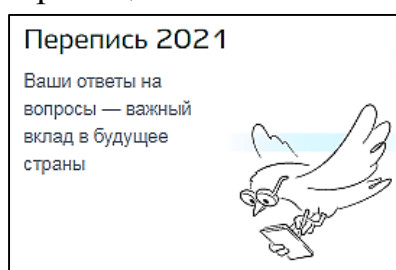 Перепись 2021
Ваши ответы на
вопросы — важный
вклад в будущее
страны